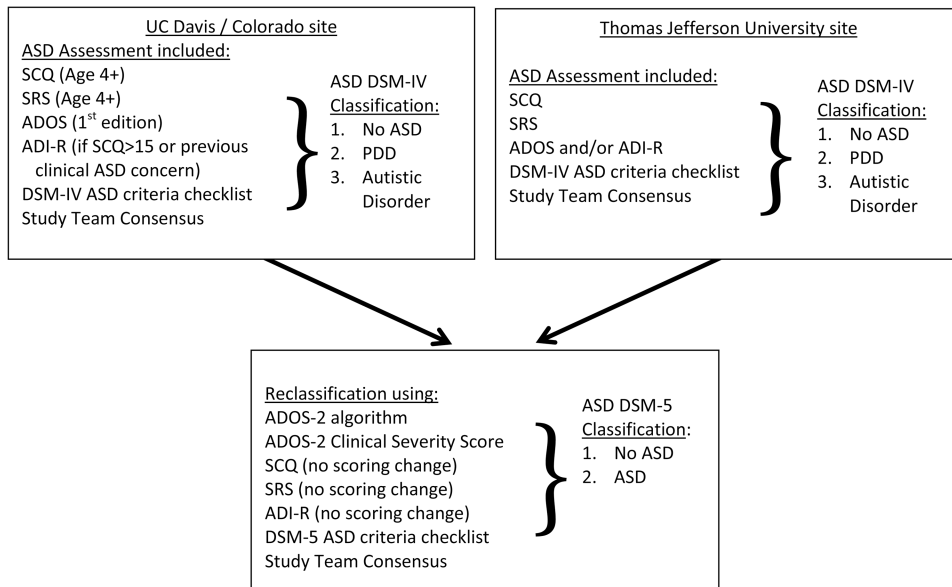 UC Davis / Colorado site
ASD Assessment included:
SCQ (Age 4+)
SRS (Age 4+)
ADOS (1st edition)
ADI-R (if SCQ>15 or previous
clinical ASD concern)
DSM-IV ASD criteria checklist
Study Team Consensus
ASD DSM-IV
Classification:
1. No ASD
2. PDD
3. Autistic
Disorder
Thomas Jefferson University site
ASD Assessment included:
SCQ
SRS
ADOS and/or ADI-R
DSM-IV ASD criteria checklist
Study Team Consensus
ASD DSM-IV
Classification:
1. No ASD
2. PDD
3. Autistic
Disorder
Reclassification using:
ADOS-2 algorithm
ADOS-2 Clinical Severity Score
SCQ (no scoring change)
SRS (no scoring change)
ADI-R (no scoring change)
DSM-5 ASD criteria checklist
Study Team Consensus
ASD DSM-5
Classification:
1. No ASD
2. ASD